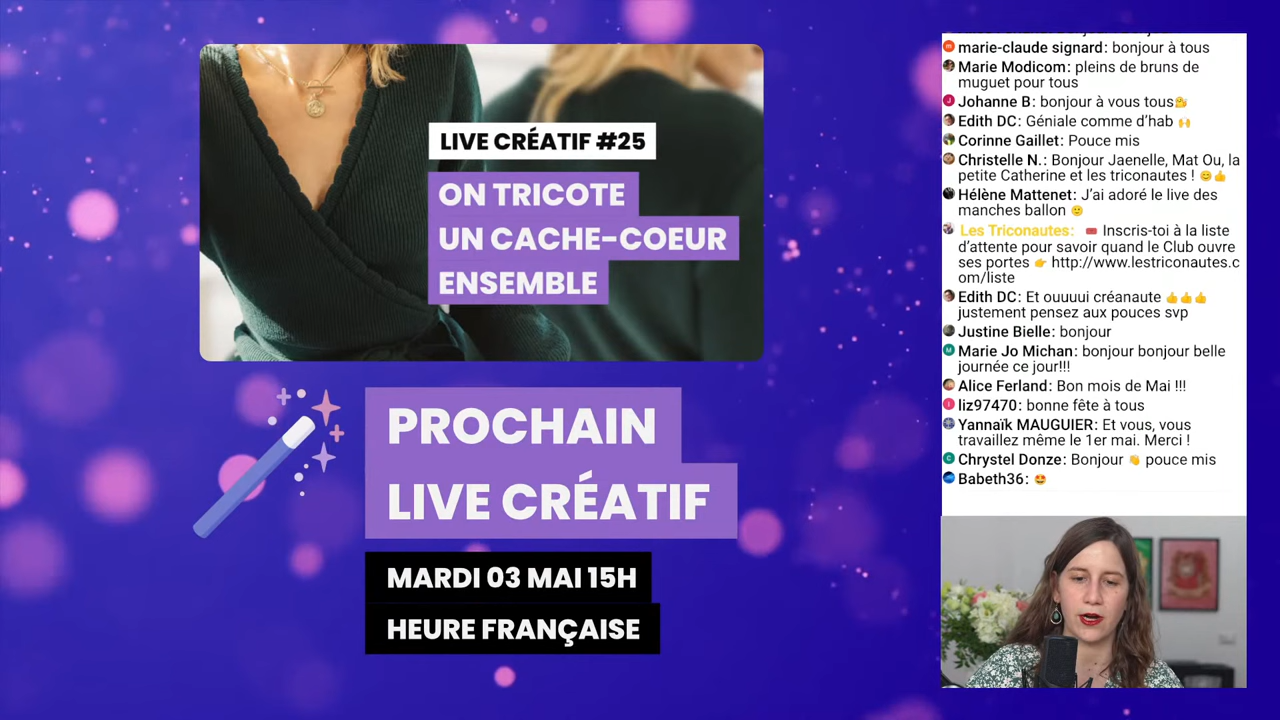 LIVE CRÉATIF #25
ON TRICOTE
UN CACHE-COEUR
ENSEMBLE
PROCHAIN
LIVE CRÉATIF
MARDI 03 MAI 15H
HEURE FRANÇAISE
marie-claude signard: bonjour à tous
Marie Modicom: pleins de bruns de
muguet pour tous
Johanne B: bonjour à vous tous🤗
Edith DC: Géniale comme d’hab 🙌
Corinne Gaillet: Pouce mis
Christelle N.: Bonjour Jaenelle, Mat Ou, la
petite Catherine et les triconautes ! 😊👍
Hélène Mattenet: J’ai adoré le live des
manches ballon 🙂
Les Triconautes: 🎟️ Inscris-toi à la liste
d’attente pour savoir quand le Club ouvre
ses portes 👉 http://www.lestriconautes.c
om/liste
Edith DC: Et ouuuui créanaute 👍👍👍
justement pensez aux pouces svp
Justine Bielle: bonjour
Marie Jo Michan: bonjour bonjour belle
journée ce jour!!!
Alice Ferland: Bon mois de Mai !!!
liz97470: bonne fête à tous
Yannaïk MAUGUIER: Et vous, vous
travaillez même le 1er mai. Merci !
Chrystel Donze: Bonjour 👋 pouce mis
Babeth36: 🤩